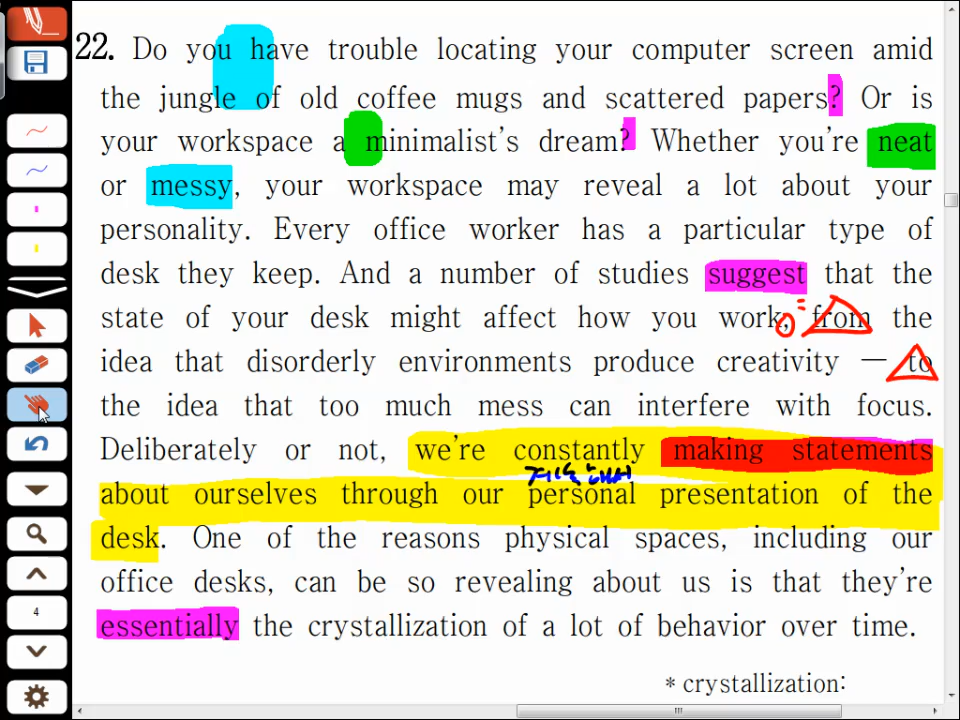 22. Do you have trouble locating your computer screen amid
the jungle of old coffee mugs and scattered papers? Or is
your workspace a minimalist's dream? Whether you're neat
or messy, your workspace may reveal a lot about your
personality. Every office worker has a particular type of
desk they keep. And a number of studies suggest that the
state of your desk might affect how you work, from the
idea that disorderly environments produce creativity — to
the idea that too much mess can interfere with focus.
Deliberately or not, we're constantly making statements
about ourselves through our personal presentation of the
desk. One of the reasons physical spaces, including our
office desks, can be so revealing about us is that they're
essentially the crystallization of a lot of behavior over time.
* crystallization:
4